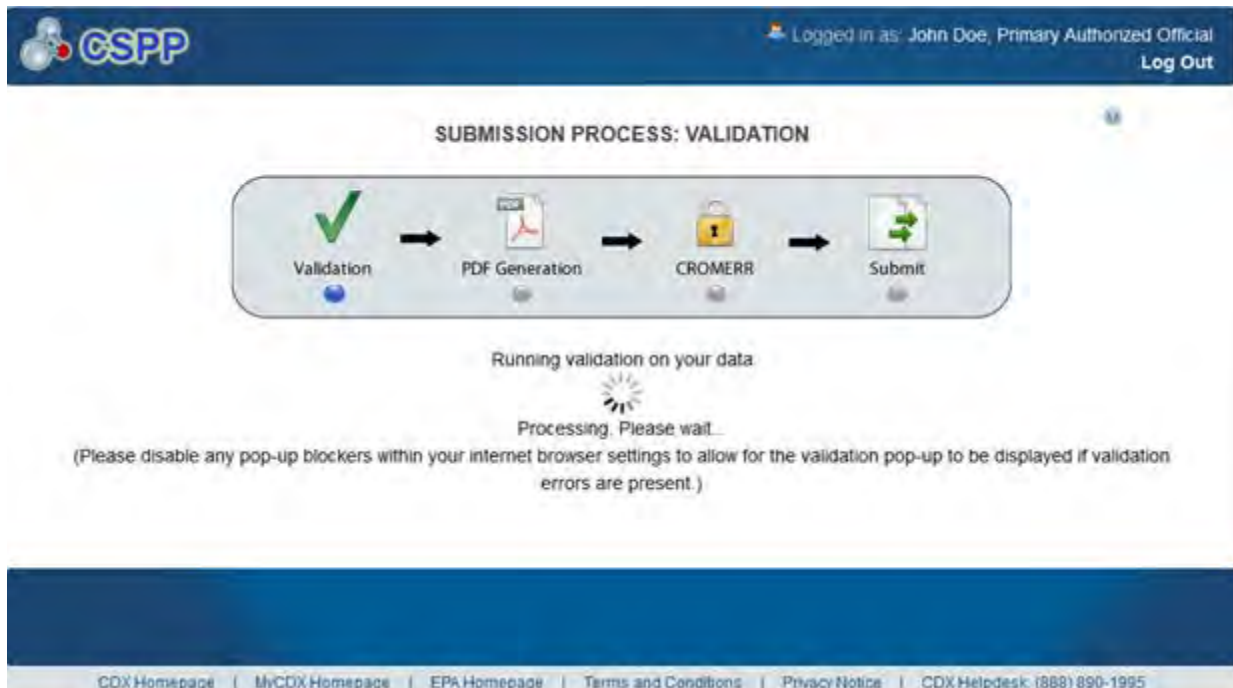 CSPP
Logged in as: John Doe, Primary Authorized Official
Log Out
SUBMISSION PROCESS: VALIDATION
PDF
Validation
PDF Generation
CROMERR
Submit
Running validation on your data
Processing. Please wait...
(Please disable any pop-up blockers within your internet browser settings to allow for the validation pop-up to be displayed if validation
errors are present.)
CDX Homepage | MyCDX Homepage | EPA Homepage | Terms and Conditions | Privacy Notice | CDX Helpdesk: (888) 890-1995